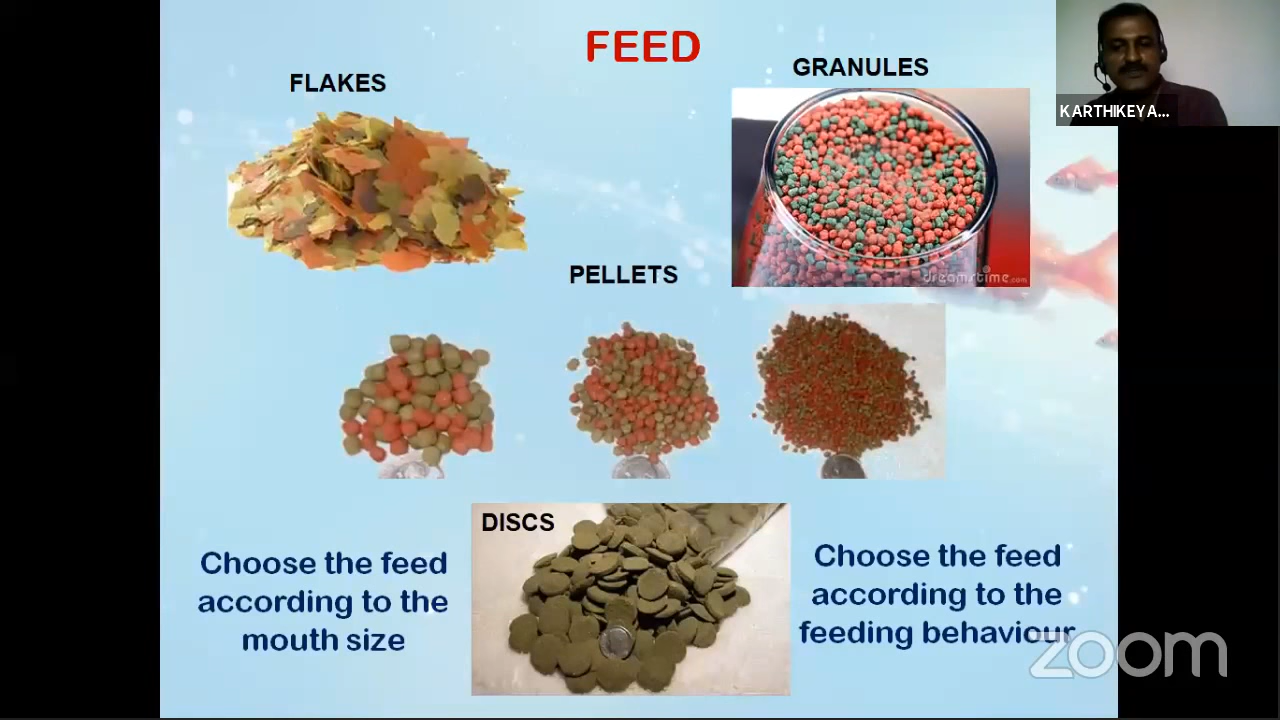 FEED
FLAKES
GRANULES
KARTHIKEYA...
dreamstime.com
PELLETS
DISCS
Choose the feed
according to the
mouth size
Choose the feed
according to the
feeding behaviour
zoom